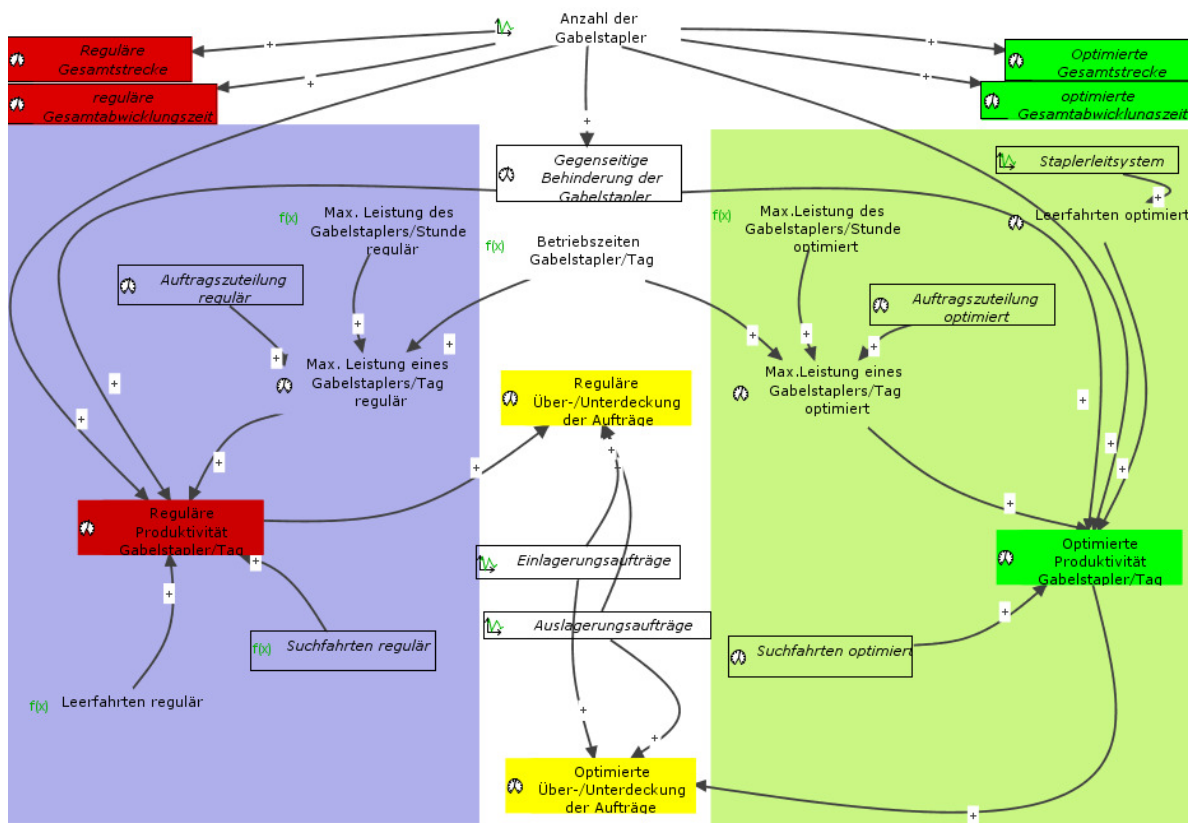 Anzahl der
Gabelstapler
+
+
+
+
Reguläre
Gesamtstrecke
reguläre
Gesamtabwicklungszeit
Optimierte
Gesamtstrecke
optimierte
Gesamtabwicklungszeit
+
Gegenseitige
Behinderung der
Gabelstapler
Staplerleitsystem
+
Leerfahrten optimiert
f(x)
Max. Leistung des
Gabelstaplers/Stunde
regulär
f(x)
Betriebszeiten
Gabelstapler/Tag
f(x)
Max.Leistung des
Gabelstaplers/Stunde
optimiert
Auftragszuteilung
regulär
Auftragszuteilung
optimiert
+
+
+
+
+
+
+
Max. Leistung eines
Gabelstaplers/Tag
regulär
Reguläre
Über-/Unterdeckung
der Aufträge
Max.Leistung eines
Gabelstaplers/Tag
optimiert
+
+
+
+
+
+
+
+
+
+
Reguläre
Produktivität
Gabelstapler/Tag
+
+
Einlagerungsaufträge
Auslagerungsaufträge
Optimierte
Produktivität
Gabelstapler/Tag
+
f(x)
Suchfahrten regulär
Suchfahrten optimiert
f(x)
Leerfahrten regulär
+
+
Optimierte
Über-/Unterdeckung
der Aufträge
+